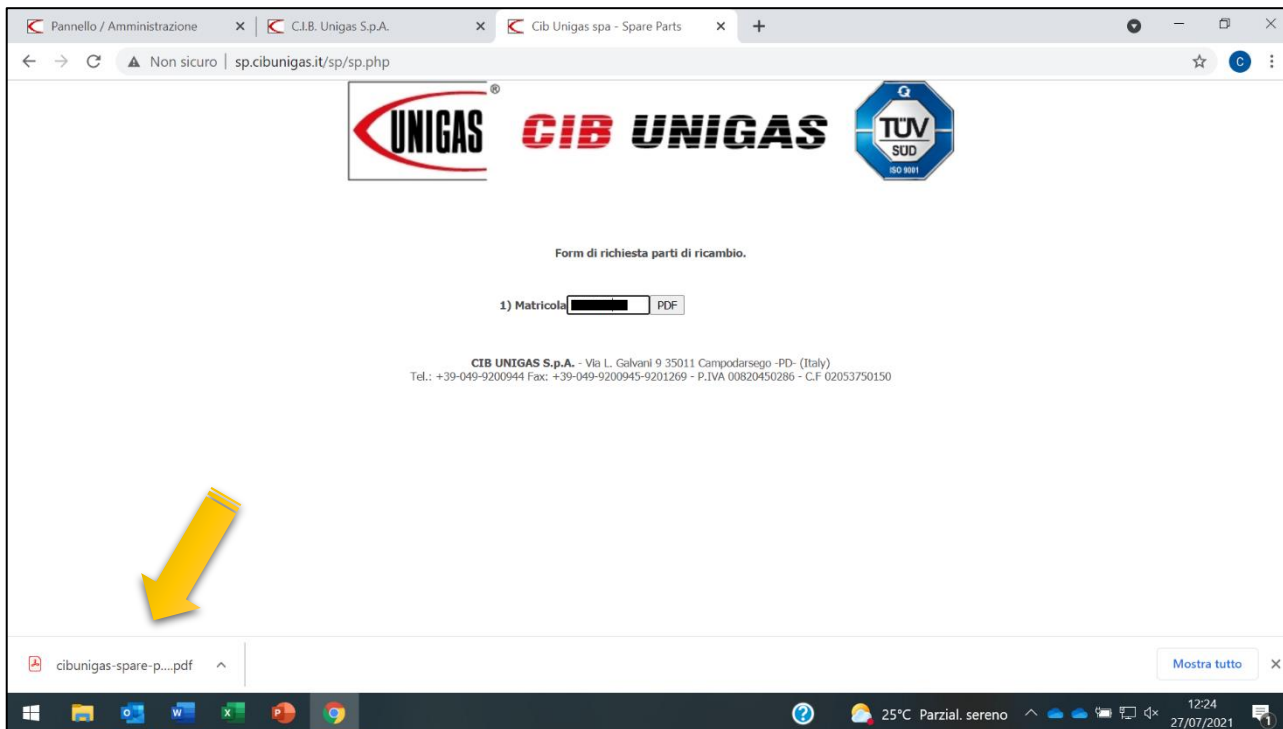 Pannello / Amministrazione
C.I.B. Unigas S.p.A.
Cib Unigas spa - Spare Parts
Non sicuro | sp.cibunigas.it/sp/sp.php
C
UNIGAS ®
CIB UNIGAS
TÜV
SÜD
ISO 9001
Form di richiesta parti di ricambio.
1) Matricola PDF
CIB UNIGAS S.p.A. - Via L. Galvani 9 35011 Campodarsego -PD- (Italy)
Tel.: +39-049-9200944 Fax: +39-049-9200945-9201269 - P.IVA 00820450286 - C.F 02053750150
cibunigas-spare-p....pdf
Mostra tutto
25°C Parzial. sereno
12:24
27/07/2021
1